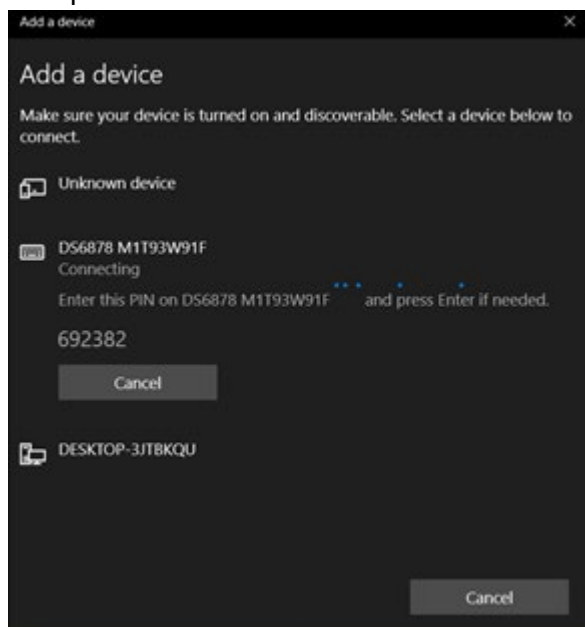 Add a device
Add a device
Make sure your device is turned on and discoverable. Select a device below to
connect.
Unknown device
DS6878 M1T93W91F
Connecting
Enter this PIN on DS6878 M1T93W91F and press Enter if needed.
692382
Cancel
DESKTOP-3JTBKQU
Cancel